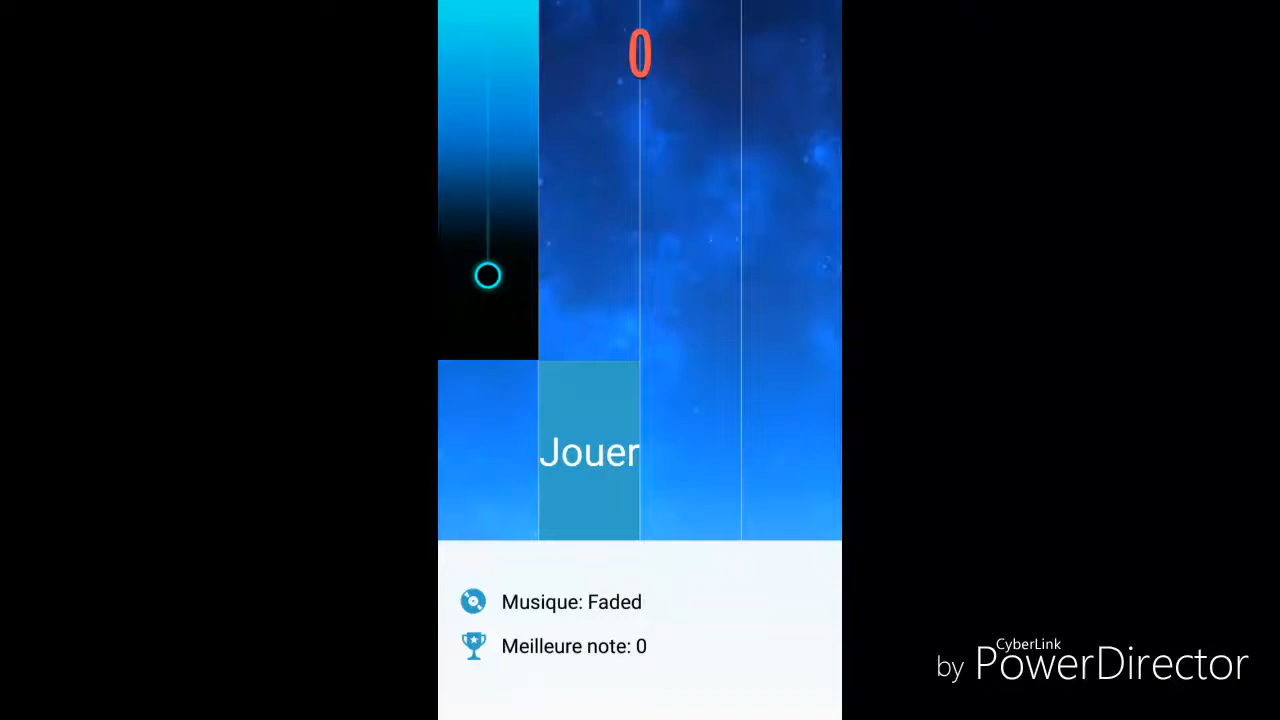 0
Jouer
Musique: Faded
Meilleure note: 0
CyberLink
by PowerDirector